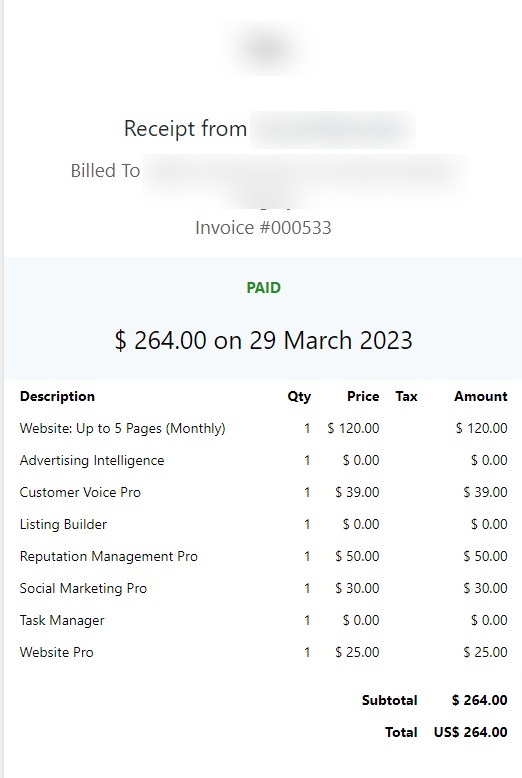 Receipt from
Billed To
Invoice #000533
PAID
$ 264.00 on 29 March 2023
Description Qty Price Tax Amount
Website: Up to 5 Pages (Monthly) 1 $ 120.00 $ 120.00
Advertising Intelligence 1 $ 0.00 $ 0.00
Customer Voice Pro 1 $ 39.00 $ 39.00
Listing Builder 1 $ 0.00 $ 0.00
Reputation Management Pro 1 $ 50.00 $ 50.00
Social Marketing Pro 1 $ 30.00 $ 30.00
Task Manager 1 $ 0.00 $ 0.00
Website Pro 1 $ 25.00 $ 25.00
Subtotal $ 264.00
Total US$ 264.00